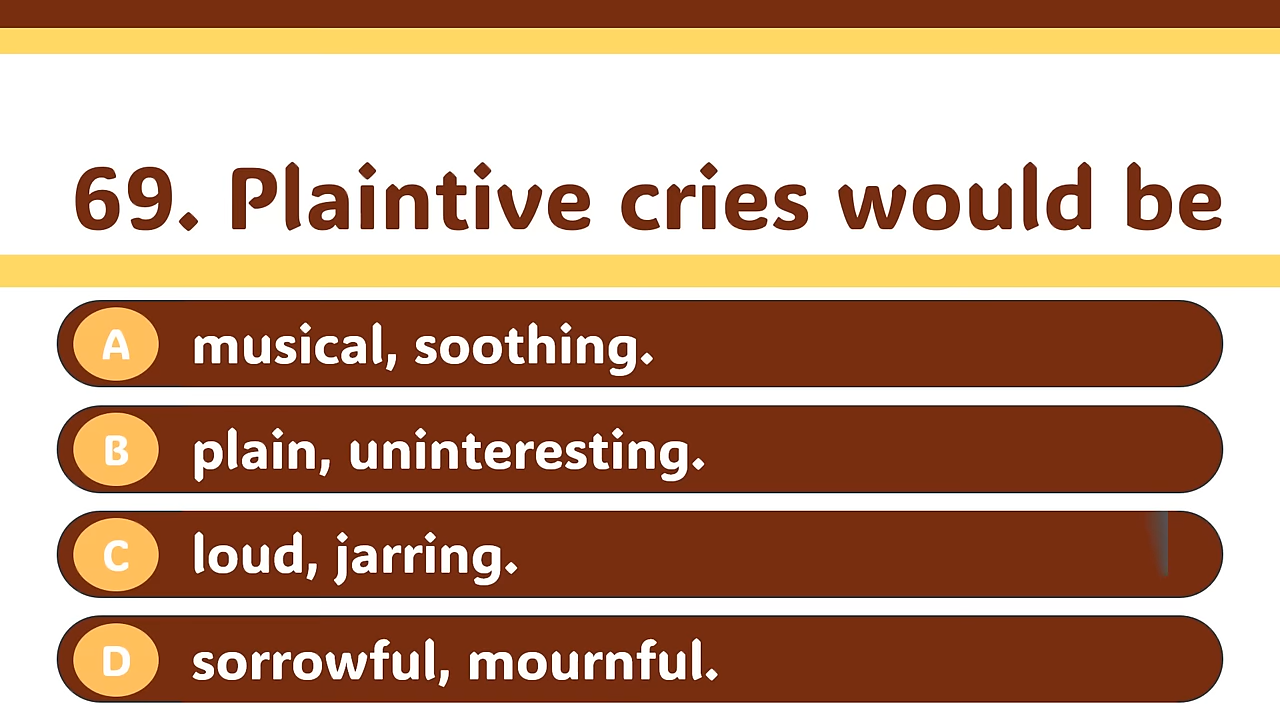 69. Plaintive cries would be
A musical, soothing.
B plain, uninteresting.
C loud, jarring.
D sorrowful, mournful.